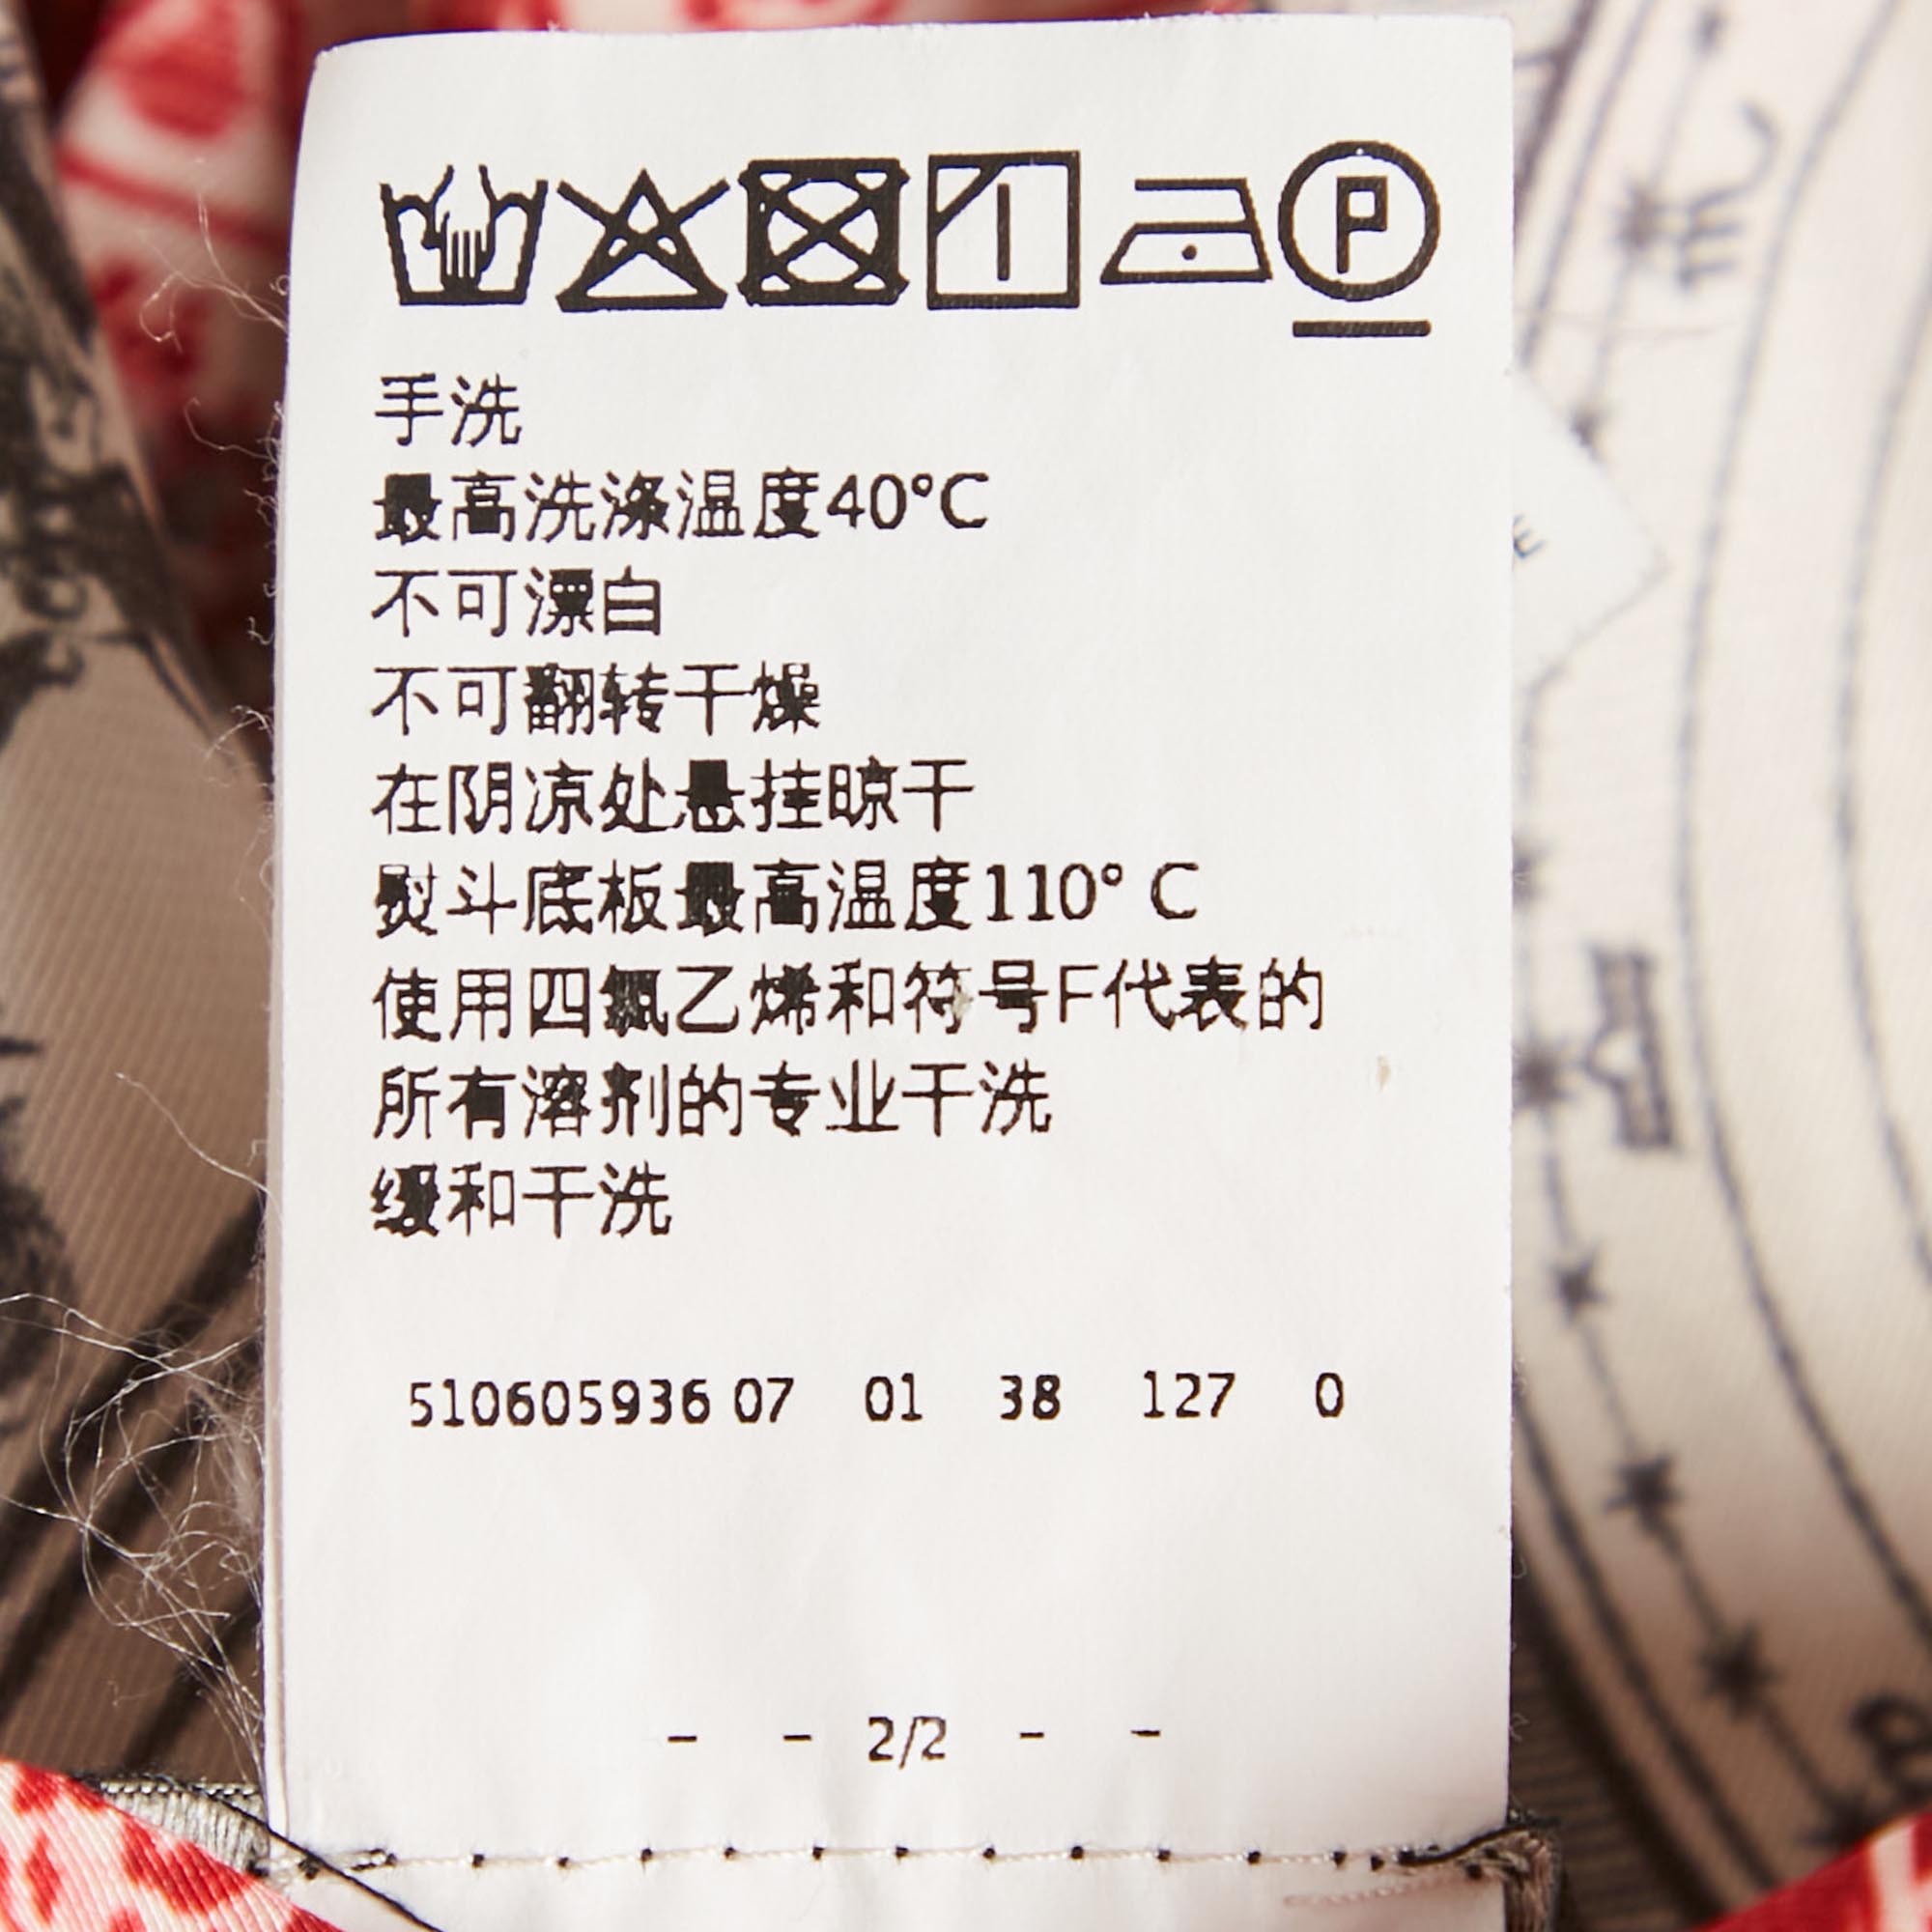 P
手洗
最高洗涤温度40°C
不可漂白
不可翻转干燥
在阴凉处悬挂晾干
熨斗底板最高温度110° C
使用四氯乙烯和符号F代表的
所有溶剂的专业干洗
缓和干洗
510605936 07 01 38 127 0
- - 2/2 - -